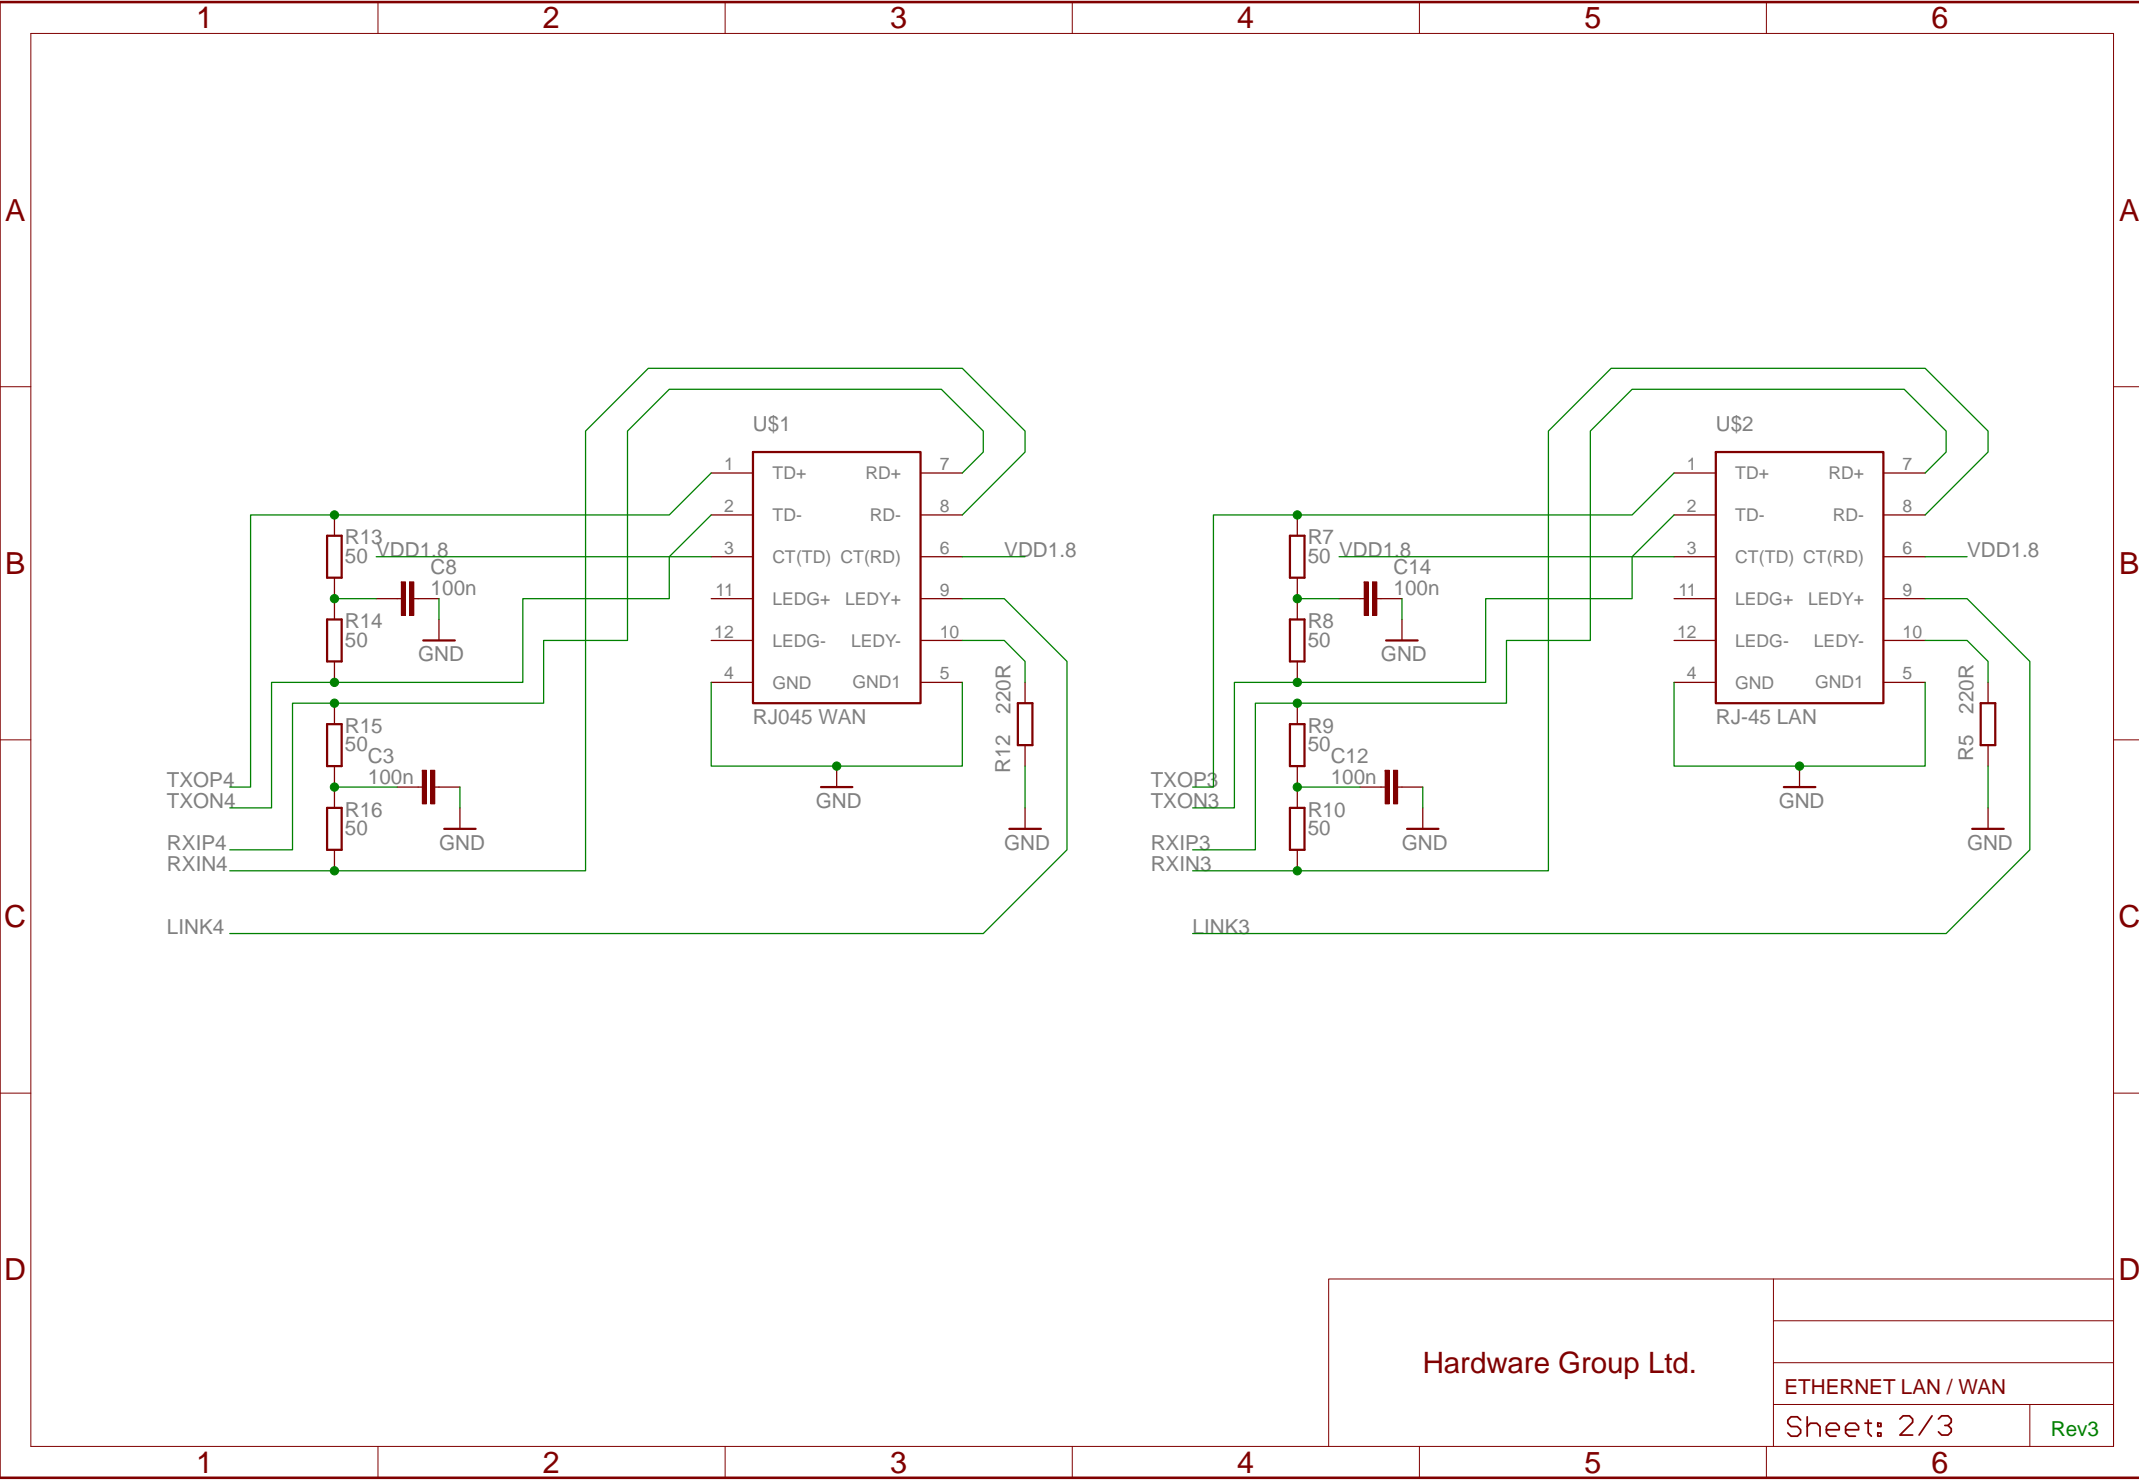 1 2 3 4 5 6
A A
U$1
1 TD+ RD+ 7
2 TD- RD- 8
3 CT(TD) CT(RD) 6
11 LEDG+ LEDY+ 9
12 LEDG- LEDY- 10
4 GND GND1 5
RJ045 WAN
VDD1.8
VDD1.8
R13
50
C8
100n
GND
R14
50
R15
50
C3
100n
GND
R16
50
TXOP4
TXON4
RXIP4
RXIN4
LINK4
GND
R12 220R
GND
U$2
1 TD+ RD+ 7
2 TD- RD- 8
3 CT(TD) CT(RD) 6
11 LEDG+ LEDY+ 9
12 LEDG- LEDY- 10
4 GND GND1 5
RJ-45 LAN
VDD1.8
VDD1.8
R7
50
C14
100n
GND
R8
50
R9
50
C12
100n
GND
R10
50
TXOP3
TXON3
RXIP3
RXIN3
LINK3
GND
R5 220R
GND
B B
C C
D D
Hardware Group Ltd.
ETHERNET LAN / WAN
Sheet: 2/3
Rev3
1 2 3 4 5 6